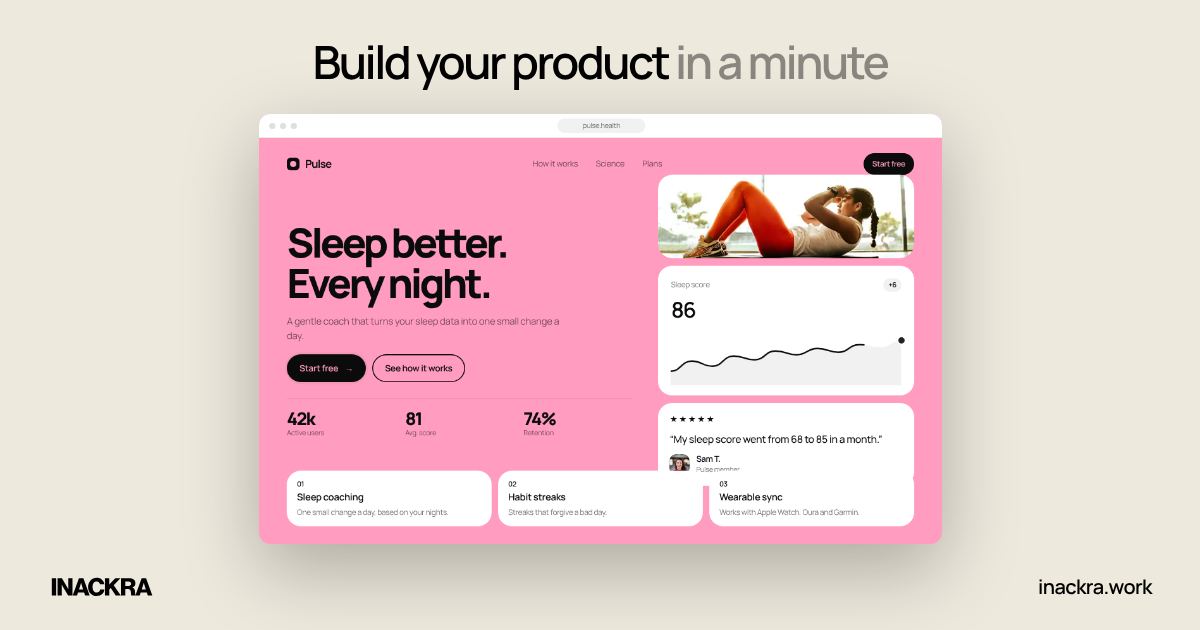 Build your product in a minute
pulse.health
Pulse
How it works
Science
Plans
Start free
Sleep better.
Every night.
A gentle coach that turns your sleep data into one small change a
day.
Start free →
See how it works
42k
Active users
81
Avg. score
74%
Retention
Sleep score
+6
86
★★★★★
“My sleep score went from 68 to 85 in a month.”
Sam T.
Pulse member
01
Sleep coaching
One small change a day, based on your nights.
02
Habit streaks
Streaks that forgive a bad day.
03
Wearable sync
Works with Apple Watch, Oura and Garmin.
INACKRA
inackra.work